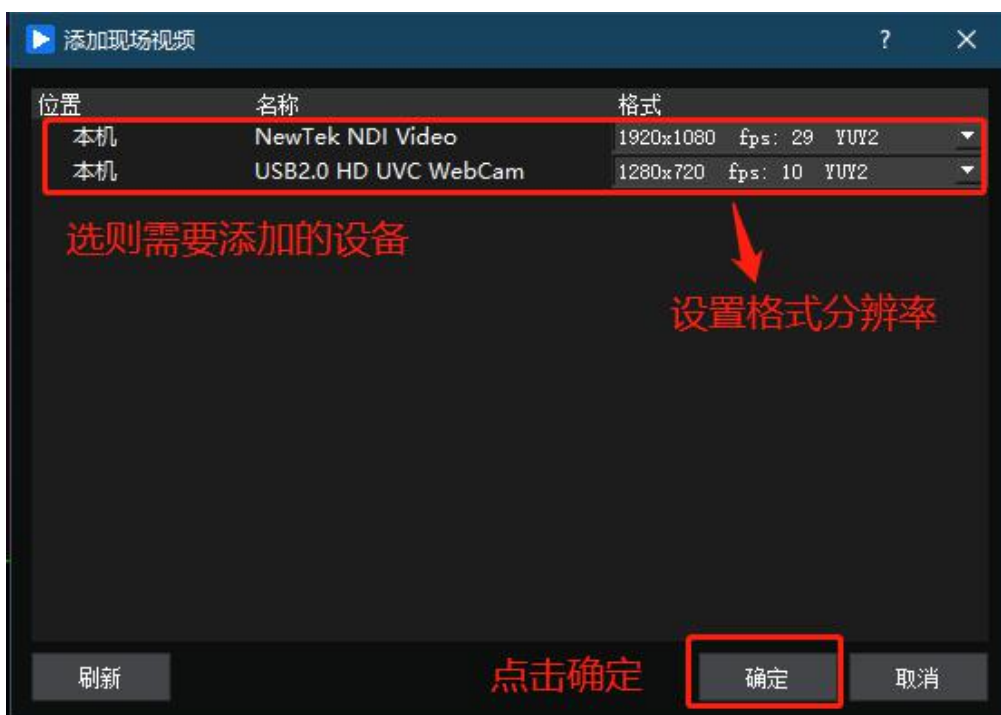 添加现场视频 ? ×
位置 名称 格式
本机 NewTek NDI Video 1920x1080 fps: 29 YUY2
本机 USB2.0 HD UVC WebCam 1280x720 fps: 10 YUY2
选则需要添加的设备
设置格式分辨率
刷新 点击确定 确定 取消